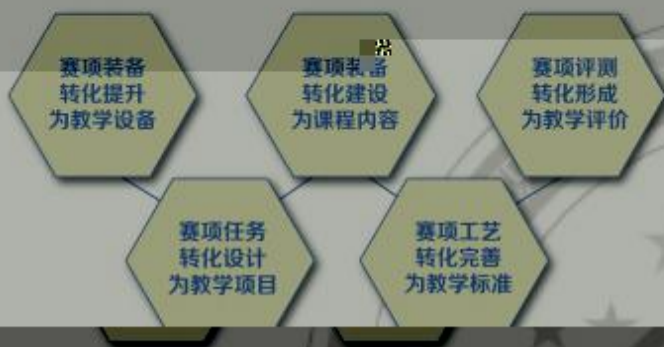 赛项装备
转化提升
为教学设备
赛项装备
转化建设
为课程内容
赛项评测
转化形成
为教学评价
赛项任务
转化设计
为教学项目
赛项工艺
转化完善
为教学标准